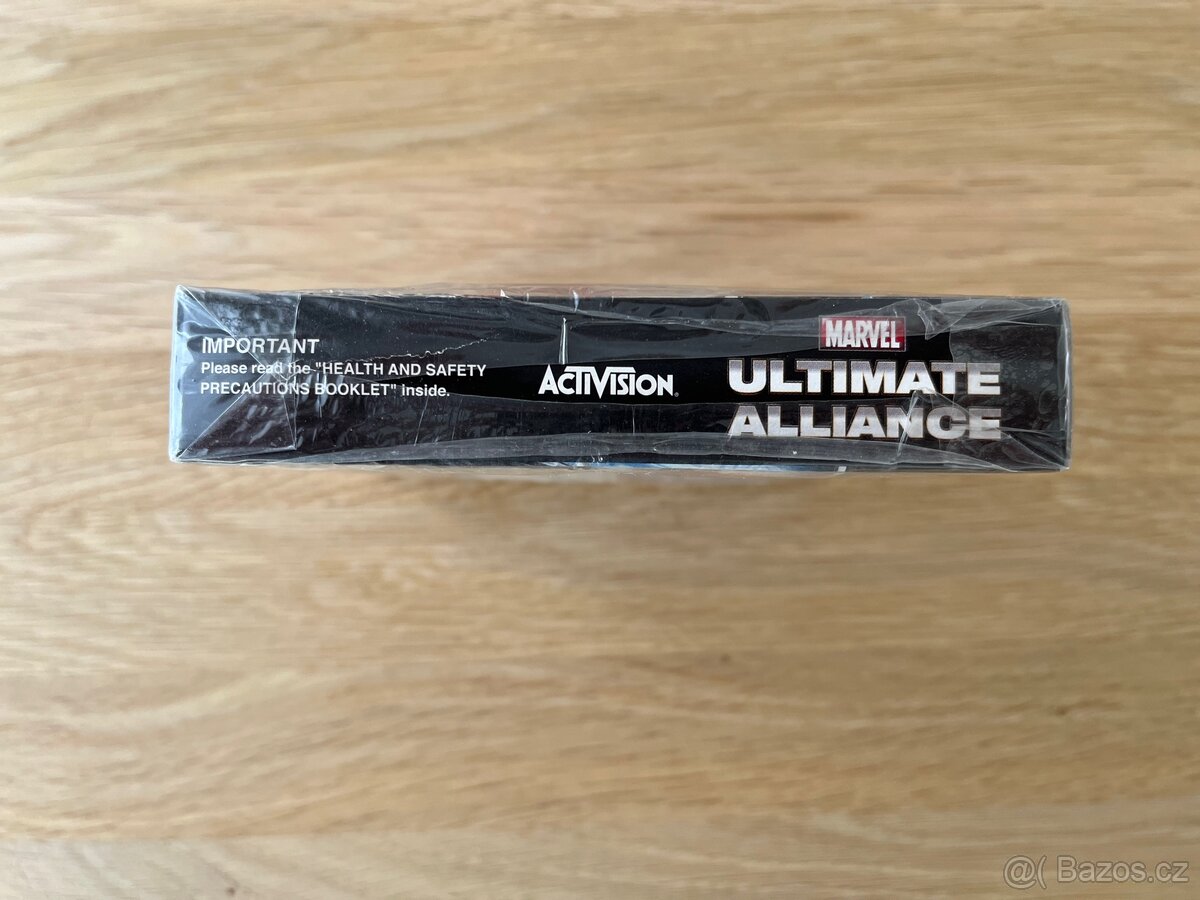 IMPORTANT
Please read the "HEALTH AND SAFETY
PRECAUTIONS BOOKLET" inside.
ACTIVISION®
MARVEL
ULTIMATE
ALLIANCE
@( Bazos.cz